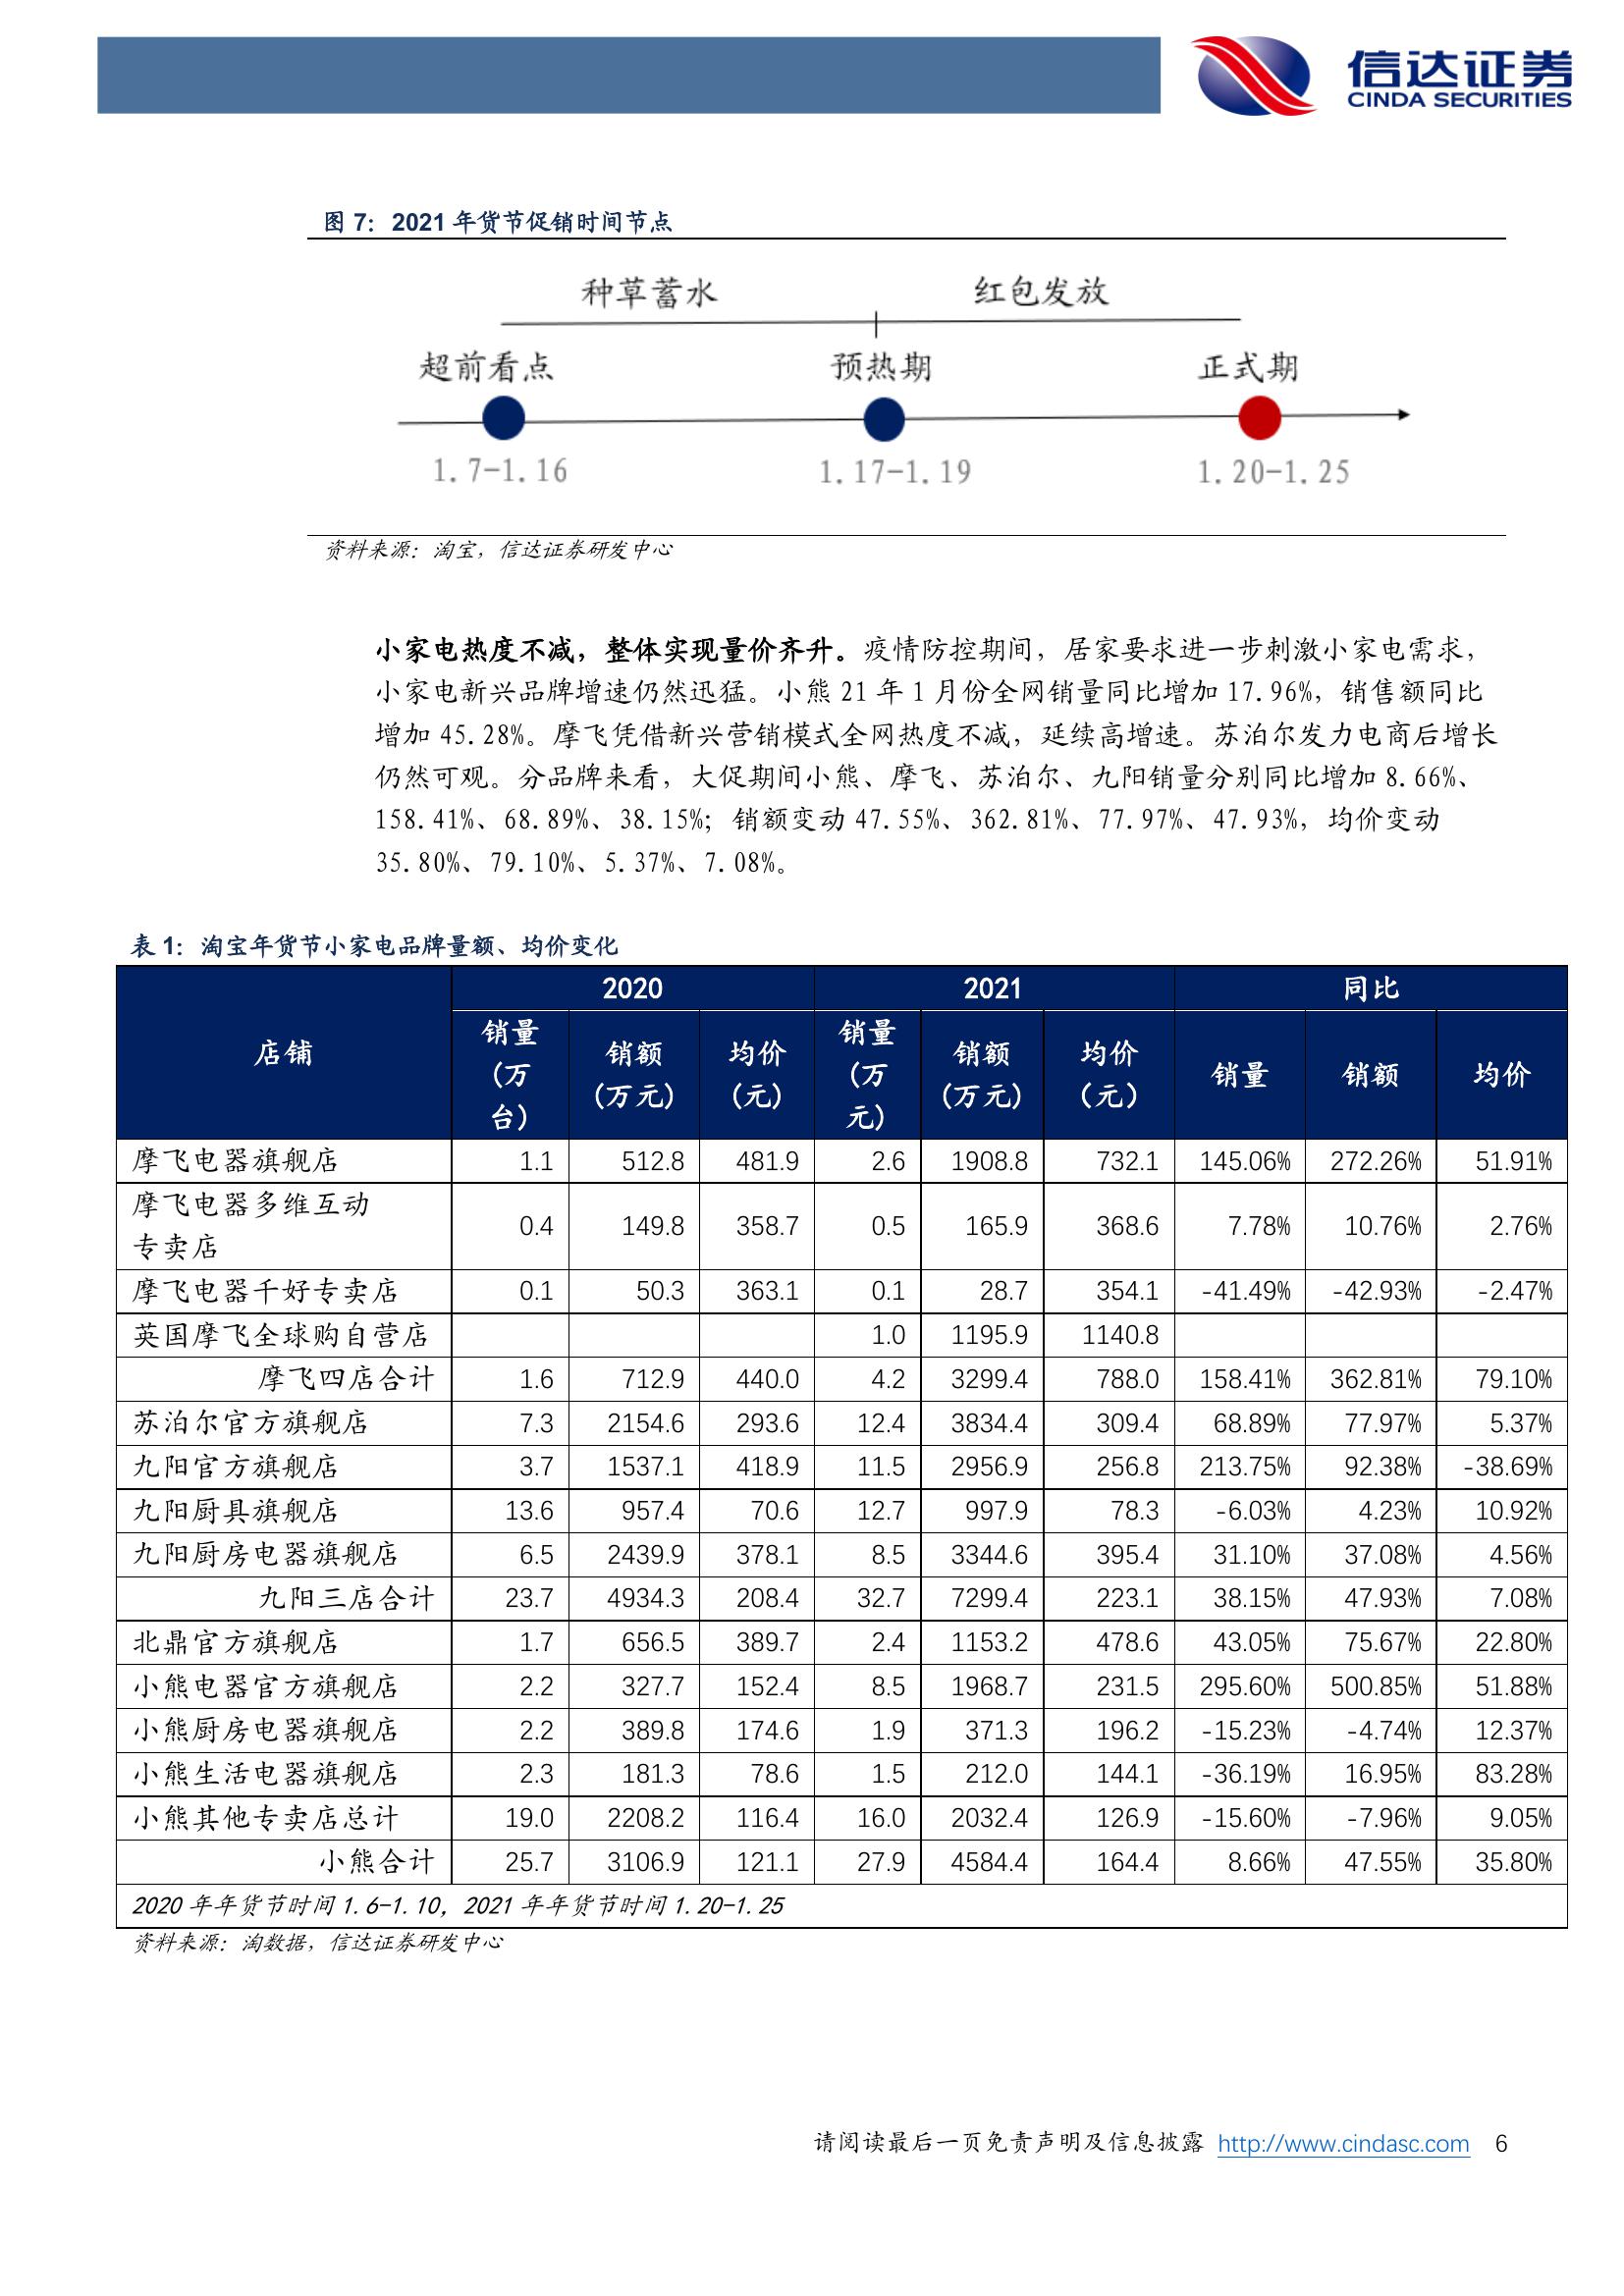 信达证券
CINDA SECURITIES
图 7：2021 年货节促销时间节点
种草蓄水 红包发放
超前看点 预热期 正式期
1.7-1.16 1.17-1.19 1.20-1.25
资料来源：淘宝，信达证券研发中心
小家电热度不减，整体实现量价齐升。疫情防控期间，居家要求进一步刺激小家电需求，
小家电新兴品牌增速仍然迅猛。小熊 21 年 1 月份全网销量同比增加 17.96%，销售额同比
增加 45.28%。摩飞凭借新兴营销模式全网热度不减，延续高增速。苏泊尔发力电商后增长
仍然可观。分品牌来看，大促期间小熊、摩飞、苏泊尔、九阳销量分别同比增加 8.66%、
158.41%、68.89%、38.15%；销额变动 47.55%、362.81%、77.97%、47.93%，均价变动
35.80%、79.10%、5.37%、7.08%。
表 1：淘宝年货节小家电品牌量额、均价变化
店铺 2020 2021 同比
销量（万台） 销额（万元） 均价（元） 销量（万元） 销额（万元） 均价（元） 销量 销额 均价
摩飞电器旗舰店 1.1 512.8 481.9 2.6 1908.8 732.1 145.06% 272.26% 51.91%
摩飞电器多维互动
专卖店 0.4 149.8 358.7 0.5 165.9 368.6 7.78% 10.76% 2.76%
摩飞电器千好专卖店 0.1 50.3 363.1 0.1 28.7 354.1 -41.49% -42.93% -2.47%
英国摩飞全球购自营店 1.0 1195.9 1140.8
摩飞四店合计 1.6 712.9 440.0 4.2 3299.4 788.0 158.41% 362.81% 79.10%
苏泊尔官方旗舰店 7.3 2154.6 293.6 12.4 3834.4 309.4 68.89% 77.97% 5.37%
九阳官方旗舰店 3.7 1537.1 418.9 11.5 2956.9 256.8 213.75% 92.38% -38.69%
九阳厨具旗舰店 13.6 957.4 70.6 12.7 997.9 78.3 -6.03% 4.23% 10.92%
九阳厨房电器旗舰店 6.5 2439.9 378.1 8.5 3344.6 395.4 31.10% 37.08% 4.56%
九阳三店合计 23.7 4934.3 208.4 32.7 7299.4 223.1 38.15% 47.93% 7.08%
北鼎官方旗舰店 1.7 656.5 389.7 2.4 1153.2 478.6 43.05% 75.67% 22.80%
小熊电器官方旗舰店 2.2 327.7 152.4 8.5 1968.7 231.5 295.60% 500.85% 51.88%
小熊厨房电器旗舰店 2.2 389.8 174.6 1.9 371.3 196.2 -15.23% -4.74% 12.37%
小熊生活电器旗舰店 2.3 181.3 78.6 1.5 212.0 144.1 -36.19% 16.95% 83.28%
小熊其他专卖店总计 19.0 2208.2 116.4 16.0 2032.4 126.9 -15.60% -7.96% 9.05%
小熊合计 25.7 3106.9 121.1 27.9 4584.4 164.4 8.66% 47.55% 35.80%
2020 年年货节时间 1.6-1.10，2021 年年货节时间 1.20-1.25
资料来源：淘数据，信达证券研发中心
请阅读最后一页免责声明及信息披露 http://www.cindasc.com 6